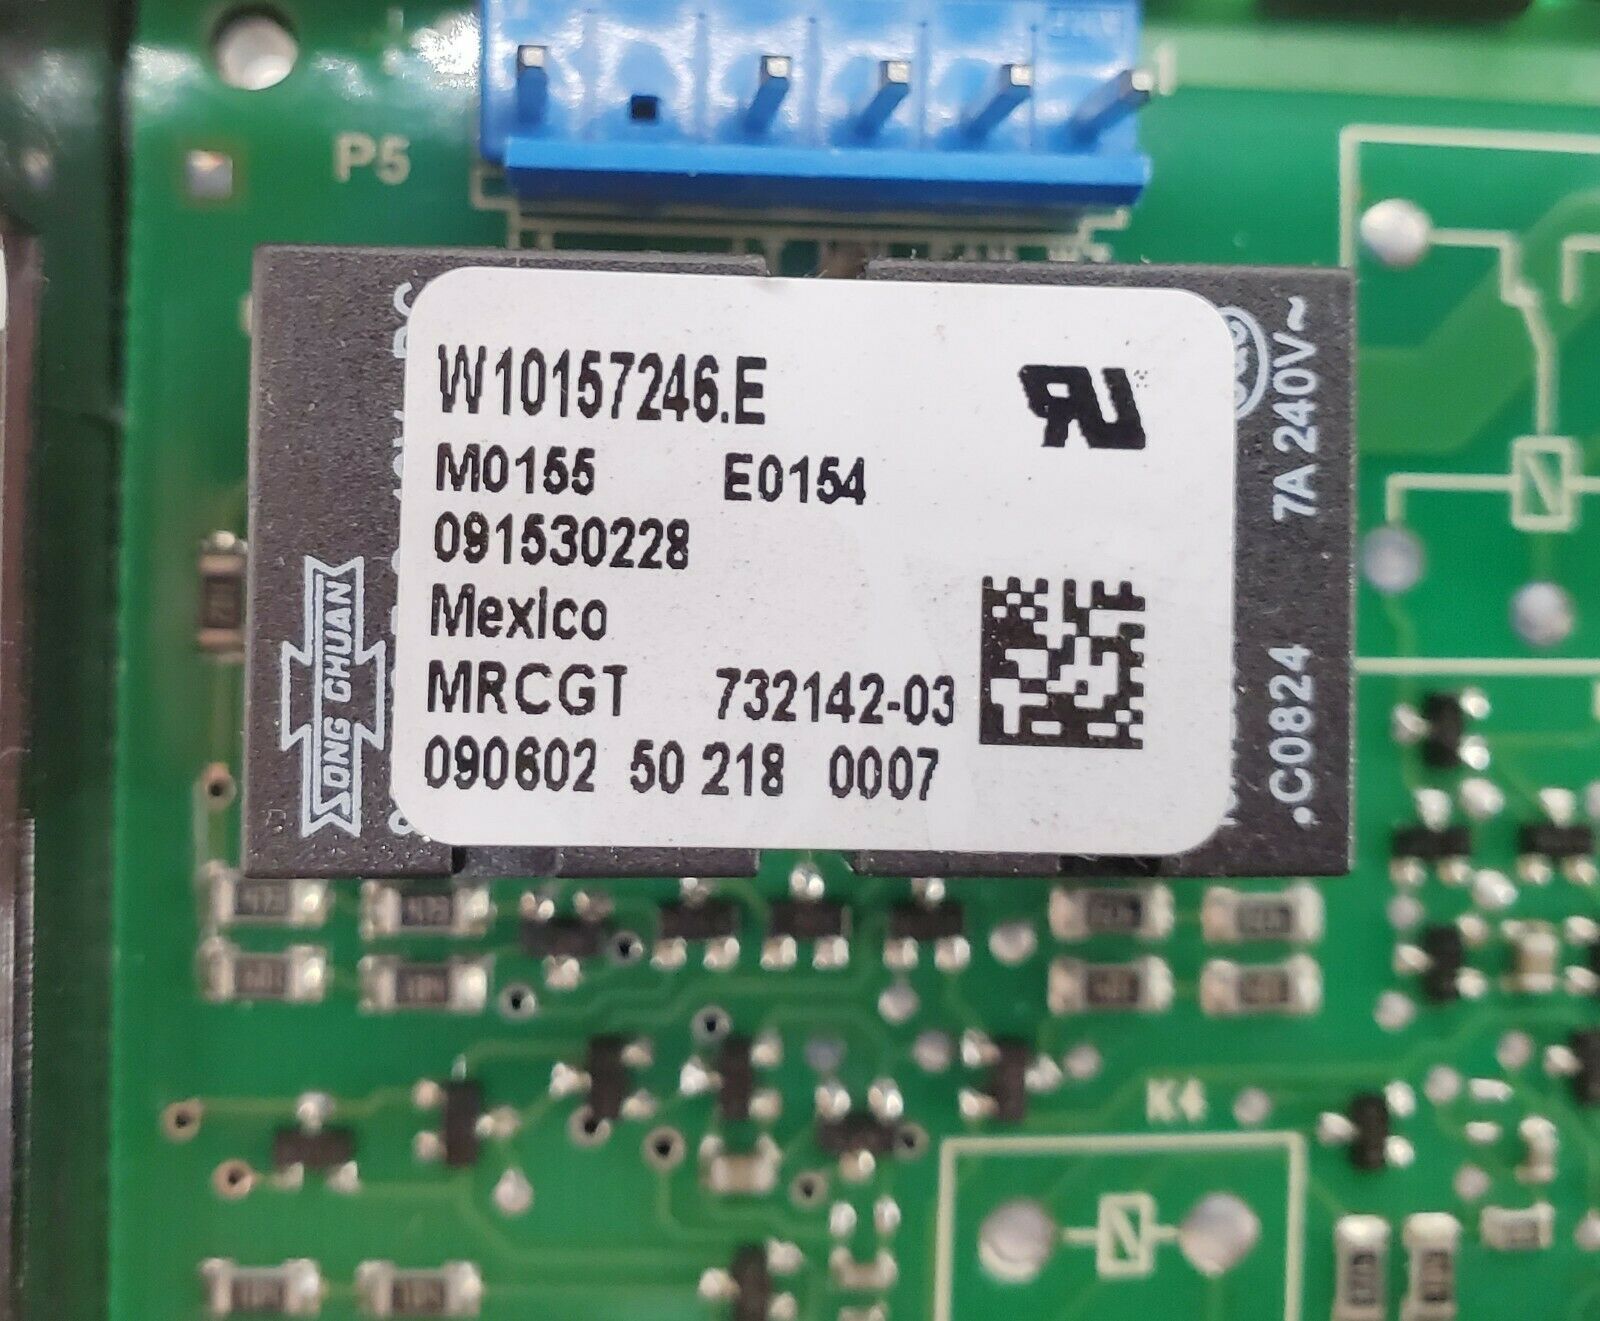 P5
W10157246.E
M0155 E0154
091530228
Mexico
MRCGT 732142-03
090602 50 218 0007
SONG CHUAN
7A 240V~
.C0824
K4